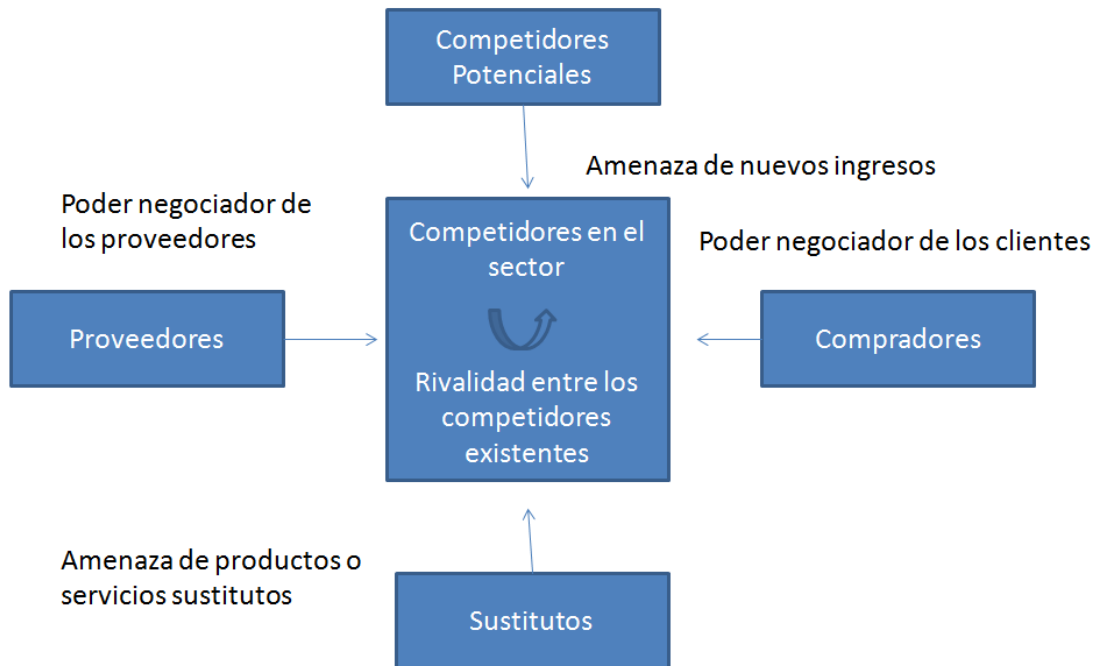 Competidores
Potenciales
Amenaza de nuevos ingresos
Poder negociador de
los proveedores
Competidores en el
sector
Poder negociador de los clientes
Proveedores
Compradores
Rivalidad entre los
competidores
existentes
Amenaza de productos o
servicios sustitutos
Sustitutos